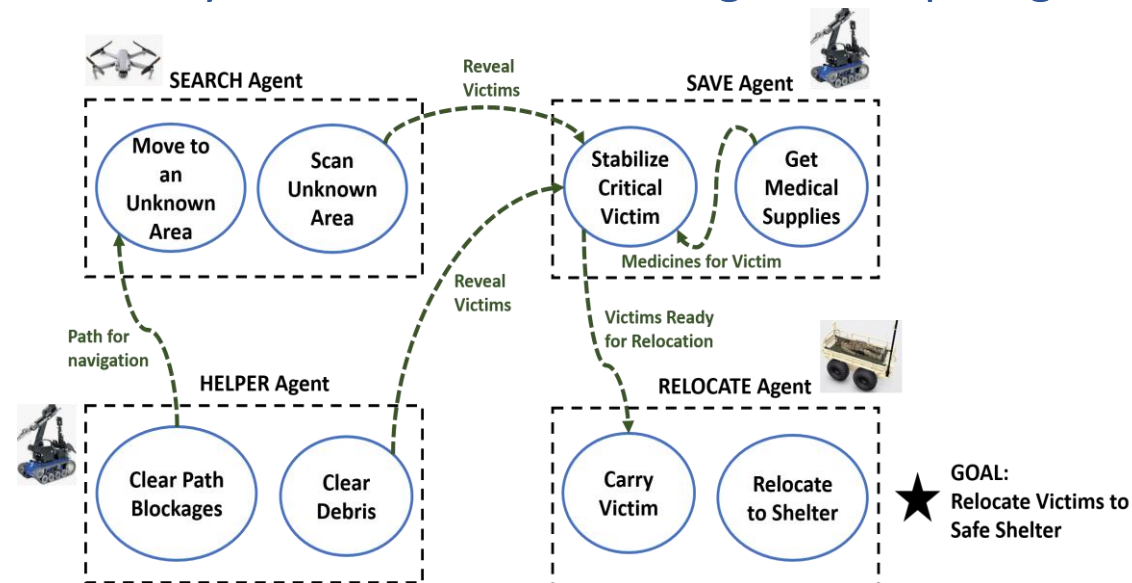 SEARCH Agent
Move to
an
Unknown
Area
Scan
Unknown
Area
Reveal
Victims
SAVE Agent
Stabilize
Critical
Victim
Get
Medical
Supplies
Medicines for Victim
Reveal
Victims
Path for
navigation
Victims Ready
for Relocation
HELPER Agent
Clear Path
Blockages
Clear
Debris
RELOCATE Agent
Carry
Victim
Relocate
to Shelter
GOAL:
Relocate Victims to
Safe Shelter